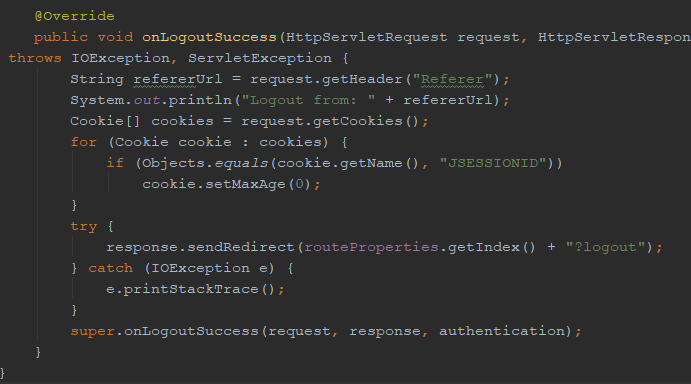 @Override
public void onLogoutSuccess(HttpServletRequest request, HttpServletRespon
throws IOException, ServletException {
String refererUrl = request.getHeader("Referer");
System.out.println("Logout from: " + refererUrl);
Cookie[] cookies = request.getCookies();
for (Cookie cookie : cookies) {
if (Objects.equals(cookie.getName(), "JSESSIONID"))
cookie.setMaxAge(0);
}
try {
response.sendRedirect(routeProperties.getIndex() + "?logout");
} catch (IOException e) {
e.printStackTrace();
}
super.onLogoutSuccess(request, response, authentication);
}
}